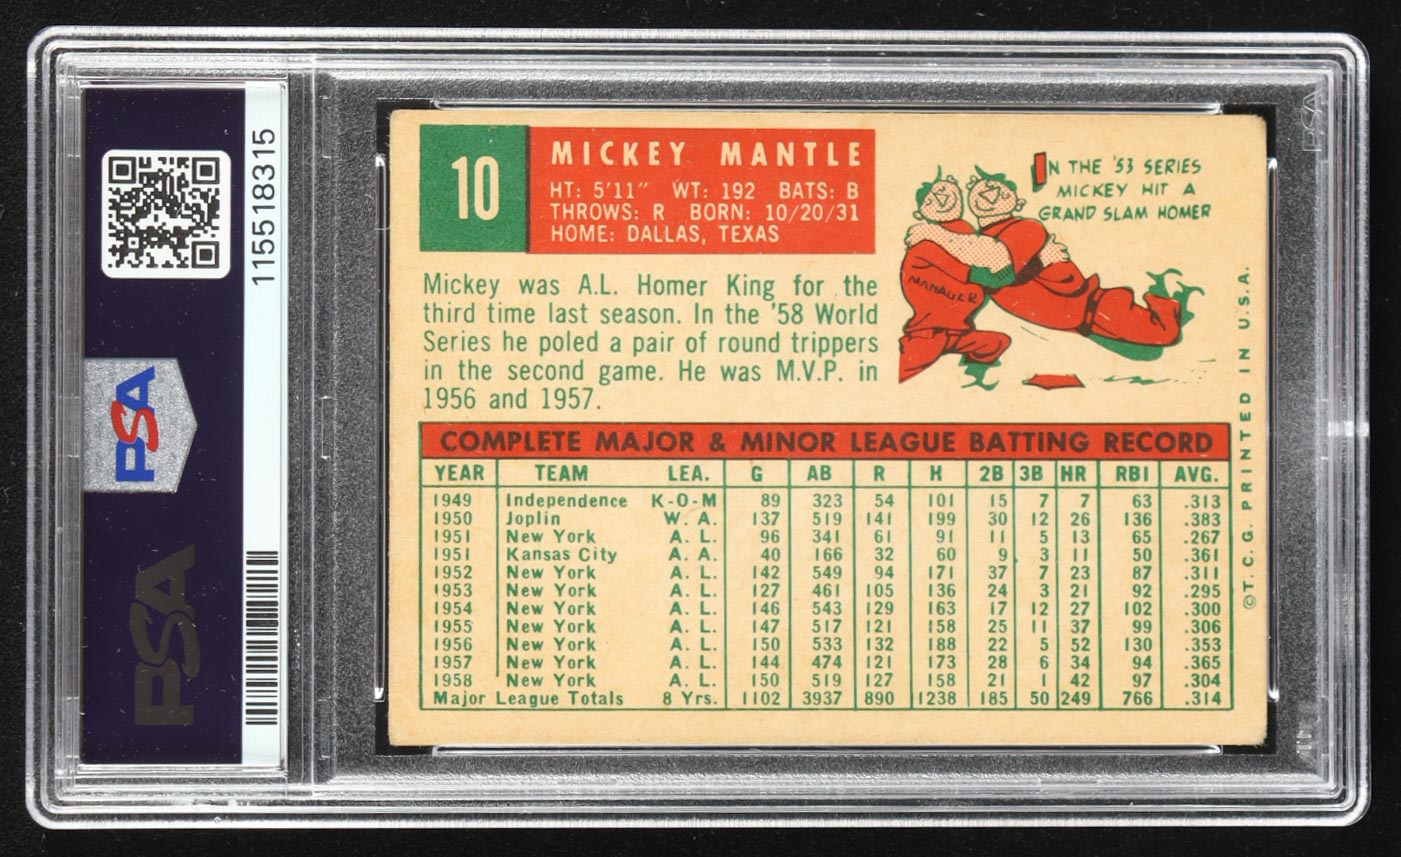 115518315
PSA
PSA
10
MICKEY MANTLE
HT: 5'11" WT: 192 BATS: B
THROWS: R BORN: 10/20/31
HOME: DALLAS, TEXAS
IN THE '53 SERIES
MICKEY HIT A
GRAND SLAM HOMER
MANAGER
Mickey was A.L. Homer King for the
third time last season. In the '58 World
Series he poled a pair of round trippers
in the second game. He was M.V.P. in
1956 and 1957.
COMPLETE MAJOR & MINOR LEAGUE BATTING RECORD
YEAR TEAM LEA. G AB R H 2B 3B HR RBI AVG.
1949 Independence K-O-M 89 323 54 101 15 7 7 63 .313
1950 Joplin W. A. 137 519 141 199 30 12 26 136 .383
1951 New York A. L. 96 341 61 91 11 5 13 65 .267
1951 Kansas City A. A. 40 166 32 60 9 3 11 50 .361
1952 New York A. L. 142 549 94 171 37 7 23 87 .311
1953 New York A. L. 127 461 105 136 24 3 21 92 .295
1954 New York A. L. 146 543 129 163 17 12 27 102 .300
1955 New York A. L. 147 517 121 158 25 11 37 99 .306
1956 New York A. L. 150 533 132 188 22 5 52 130 .353
1957 New York A. L. 144 474 121 173 28 6 34 94 .365
1958 New York A. L. 150 519 127 158 21 1 42 97 .304
Major League Totals 8 Yrs. 1102 3937 890 1238 185 50 249 766 .314
©T. C. G. PRINTED IN U.S.A.
PSA